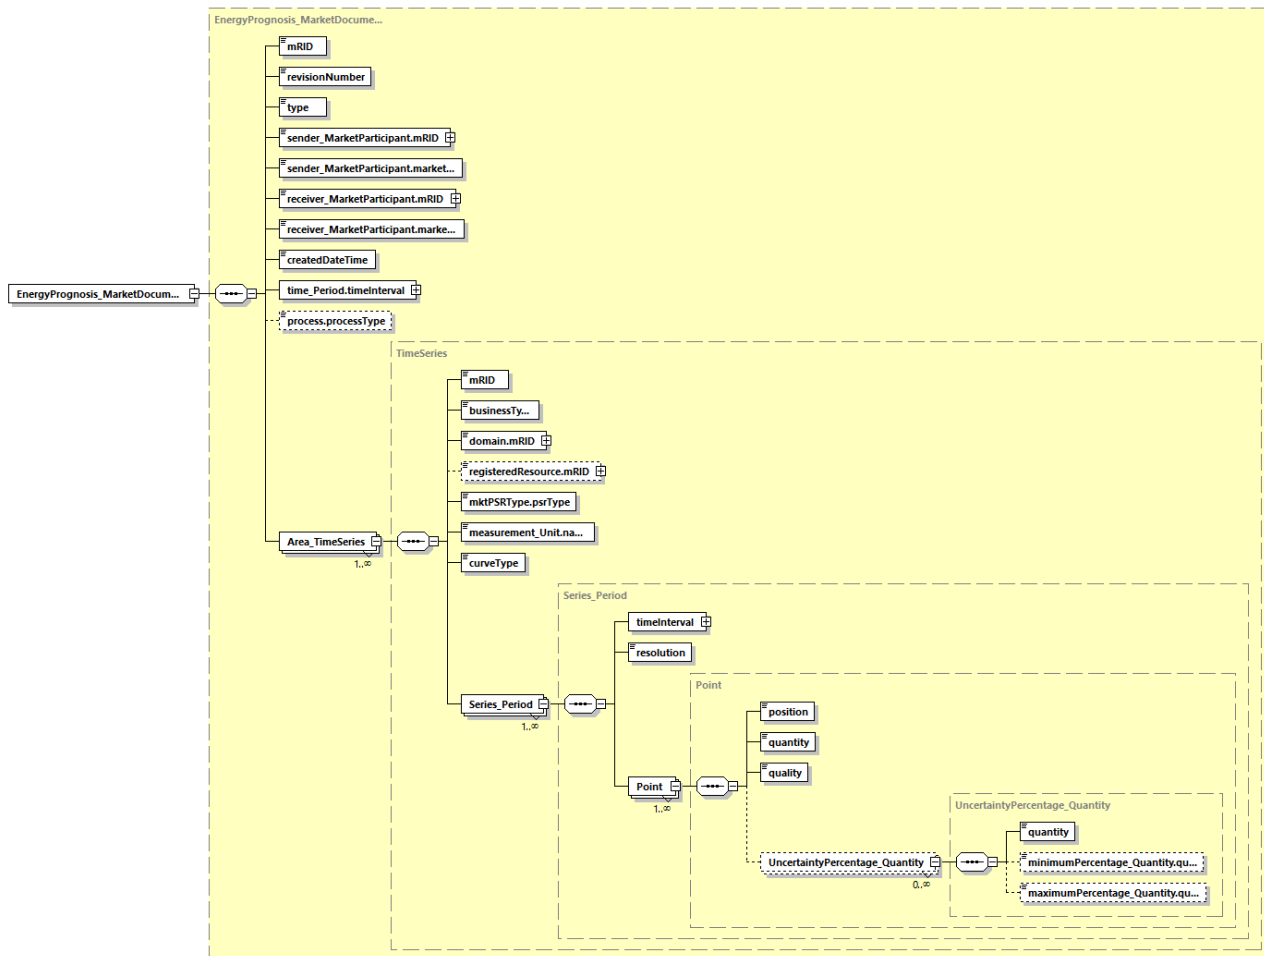 EnergyPrognosis_MarketDocume...
mRID
revisionNumber
type
sender_MarketParticipant.mRID
sender_MarketParticipant.market...
receiver_MarketParticipant.mRID
receiver_MarketParticipant.marke...
createdDateTime
EnergyPrognosis_MarketDocum...
time_Period.timeInterval
process.processType
TimeSeries
mRID
businessTy...
domain.mRID
registeredResource.mRID
mktPSRType.psrType
measurement_Unit.na...
Area_TimeSeries
1..∞
curveType
Series_Period
timeInterval
resolution
Point
Series_Period
1..∞
position
quantity
quality
Point
1..∞
UncertaintyPercentage_Quantity
quantity
UncertaintyPercentage_Quantity
0..∞
minimumPercentage_Quantity.qu...
maximumPercentage_Quantity.qu...